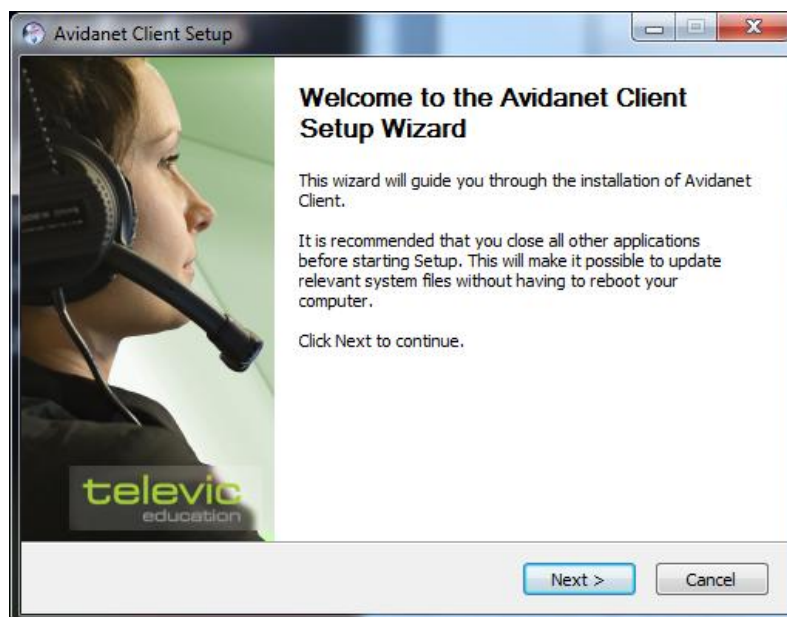 Avidanet Client Setup
Welcome to the Avidanet Client
Setup Wizard
This wizard will guide you through the installation of Avidanet
Client.
It is recommended that you close all other applications
before starting Setup. This will make it possible to update
relevant system files without having to reboot your
computer.
Click Next to continue.
televic
education
Next >
Cancel